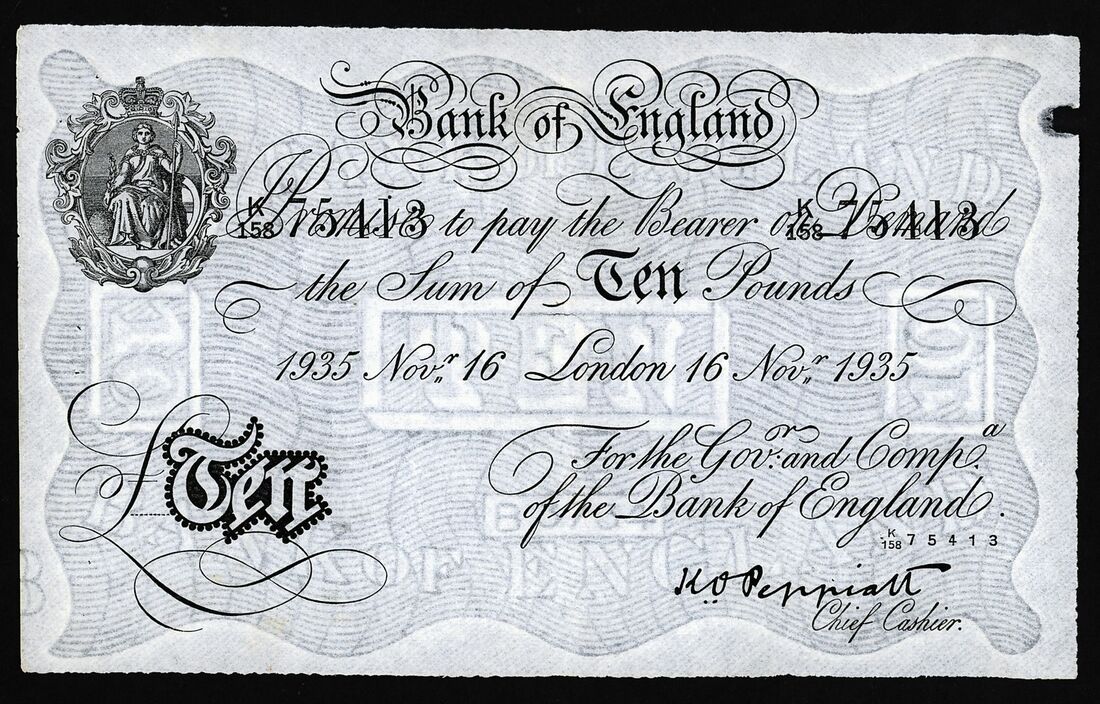 Bank of England
I Promise to pay the Bearer on Demand
K 158 75413 K 158 75413
the Sum of Ten Pounds
1935 Novr 16 London 16 Novr 1935
For the Govr and Compa
of the Bank of England.
£Ten
K 158 75413
K. O. Peppiatt
Chief Cashier.
TEN